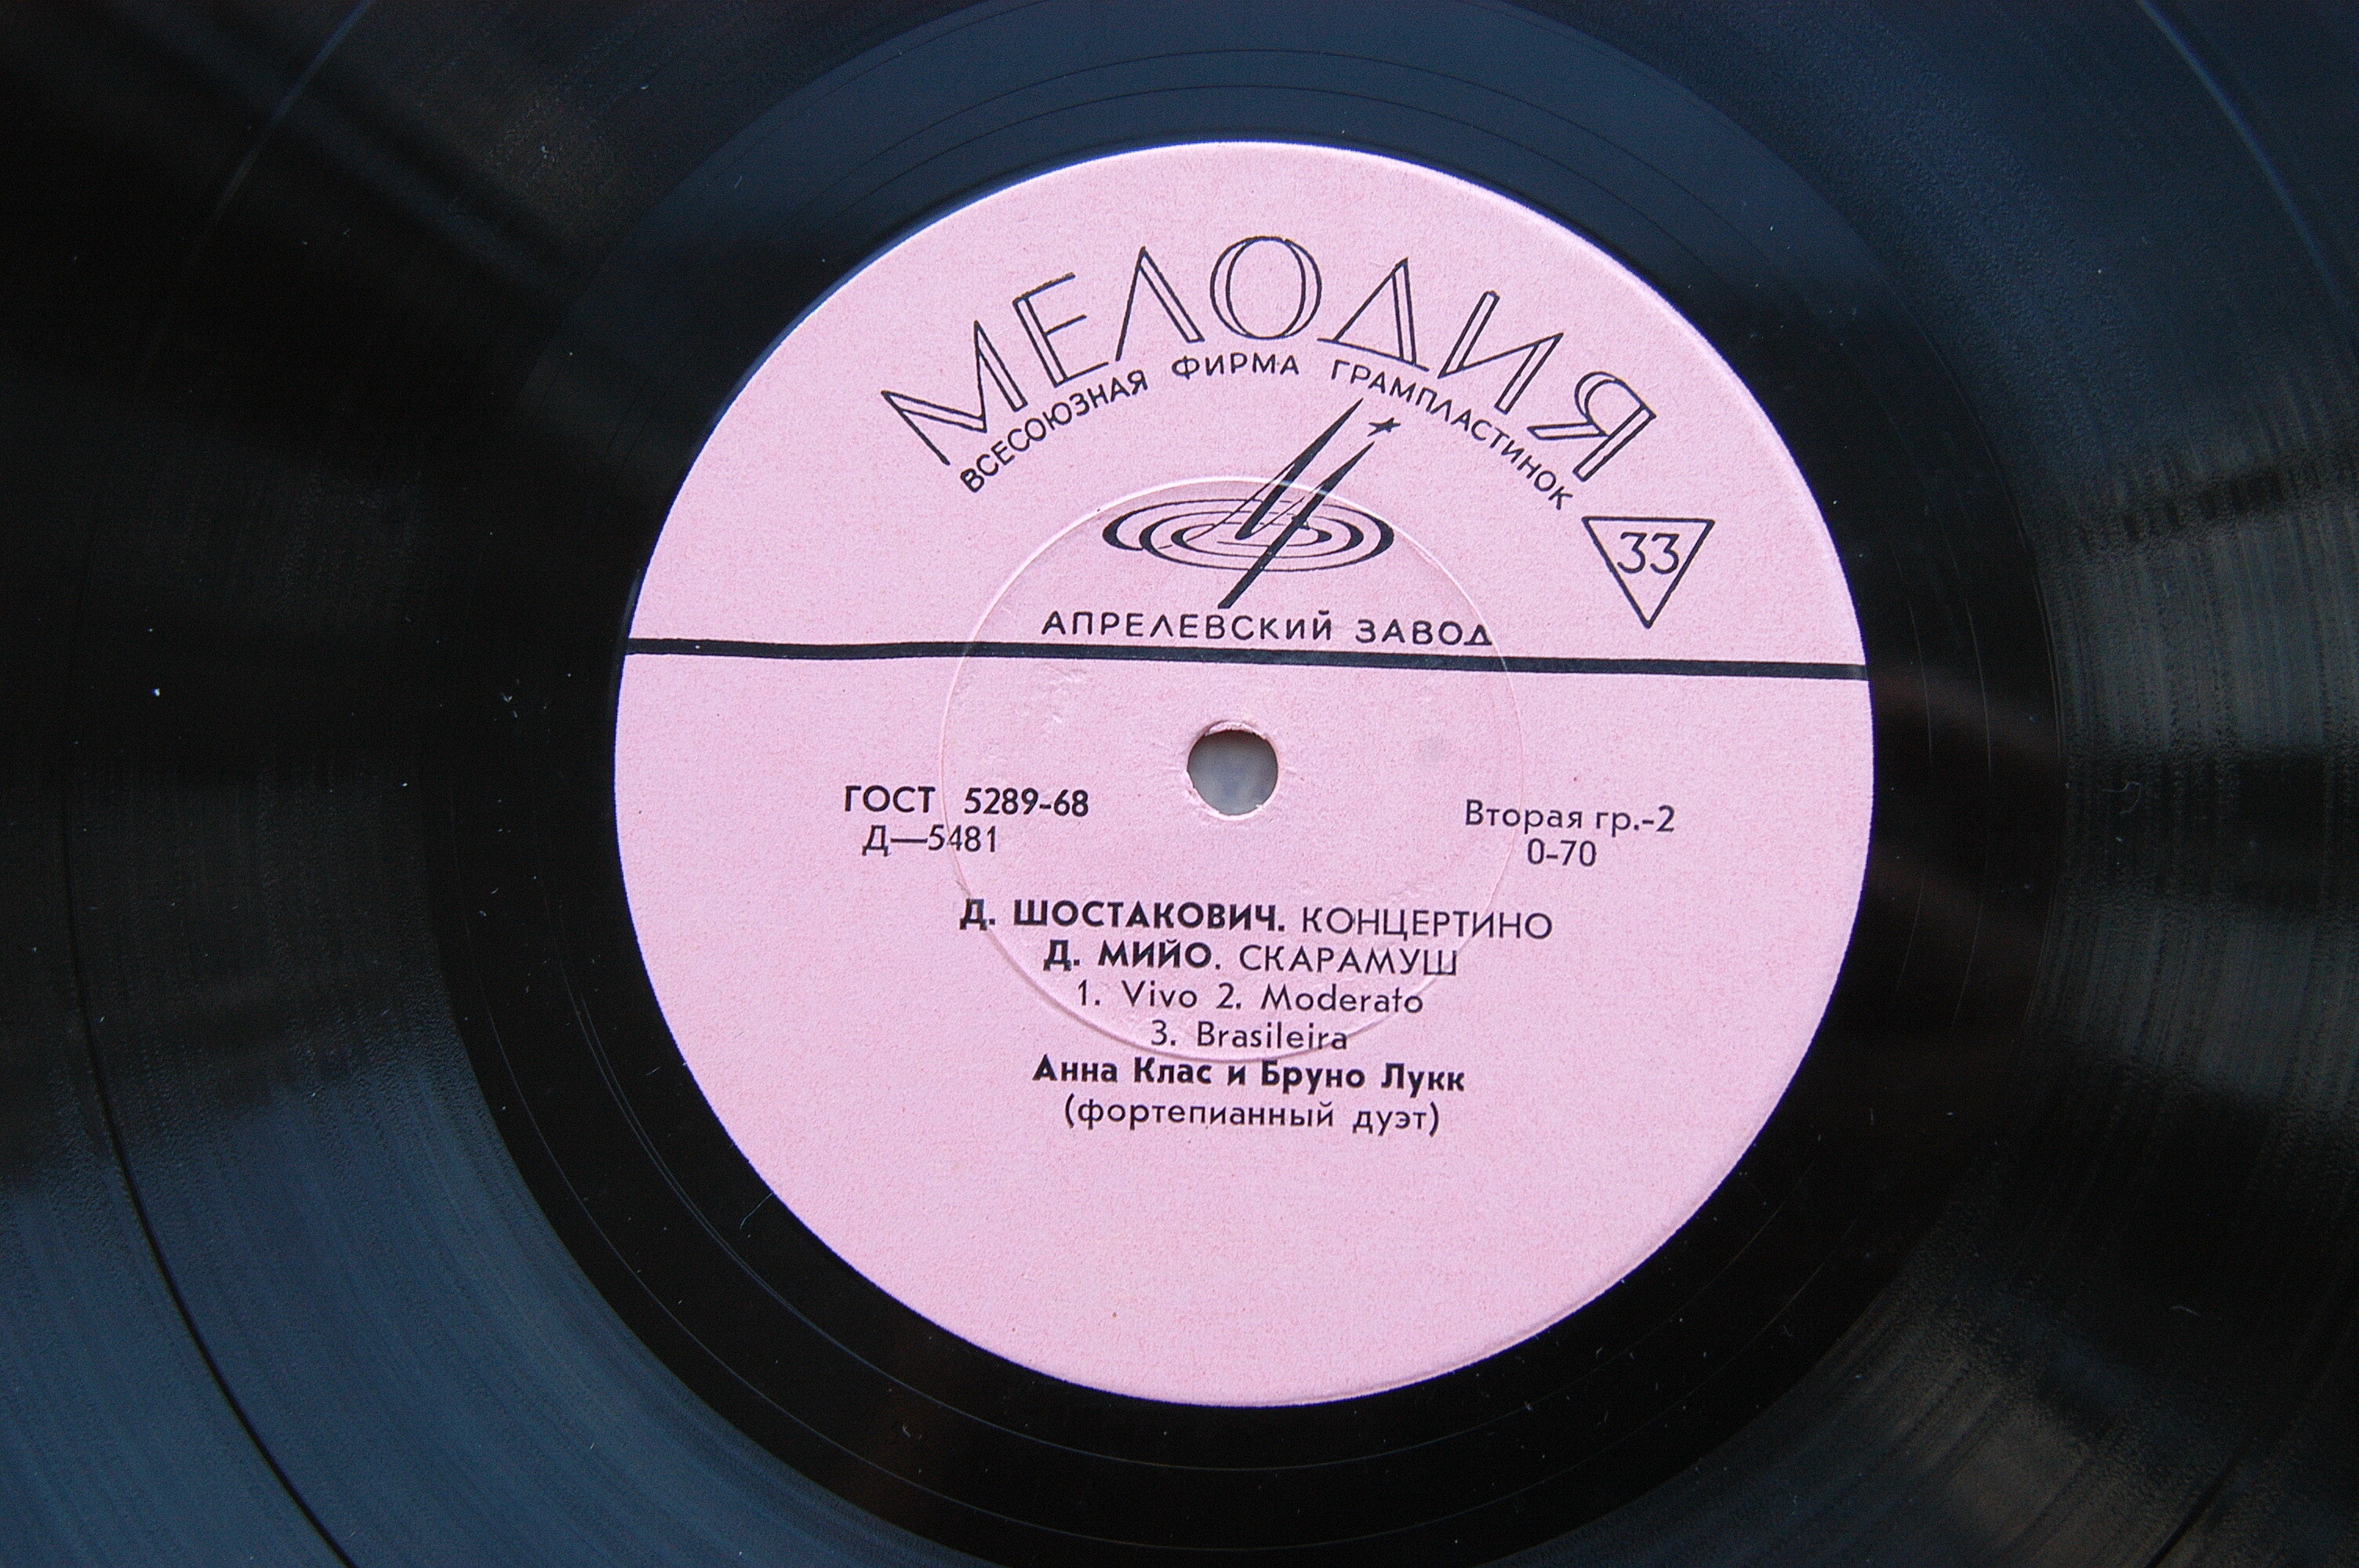 МЕЛОДИЯ
ВСЕСОЮЗНАЯ ФИРМА ГРАМПЛАСТИНОК
33
АПРЕЛЕВСКИЙ ЗАВОД
ГОСТ 5289-68
Д—5481
Вторая гр.-2
0-70
Д. ШОСТАКОВИЧ. КОНЦЕРТИНО
Д. МИЙО. СКАРАМУШ
1. Vivo 2. Moderato
3. Brasileira
Анна Клас и Бруно Лукк
(фортепианный дуэт)